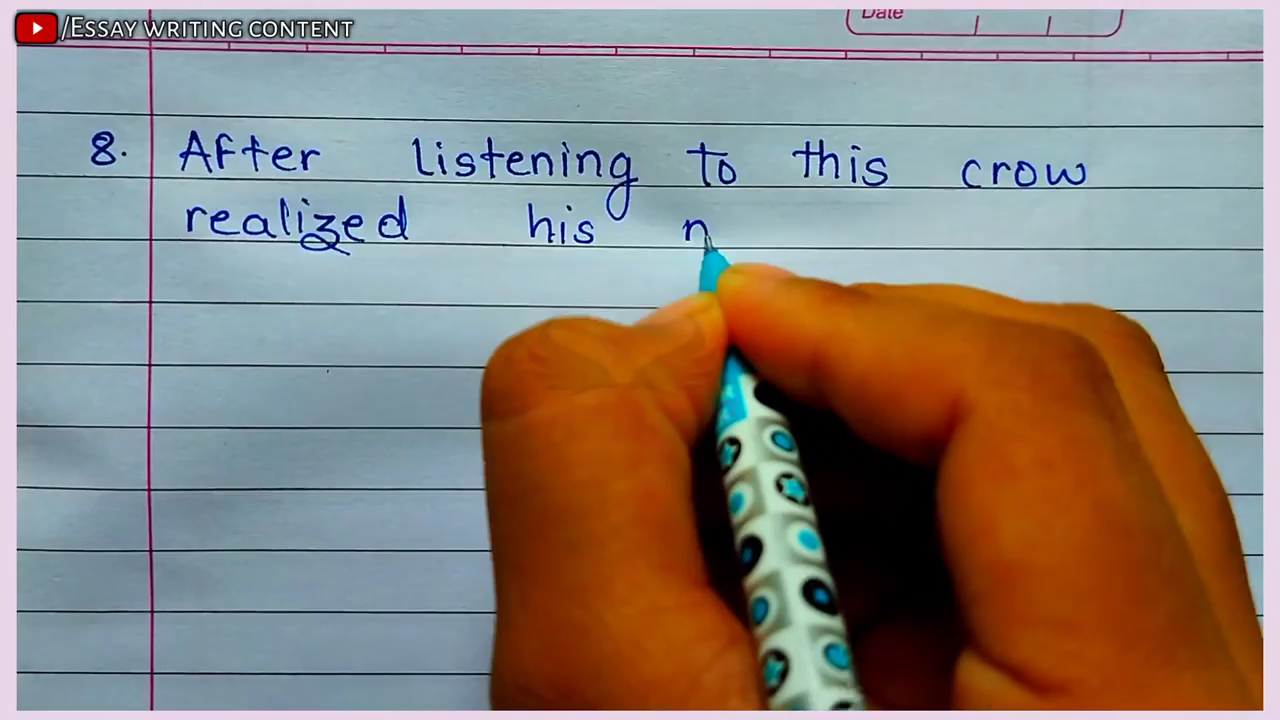 /ESSAY WRITING CONTENT
Date
8. After listening to this crow
realized his